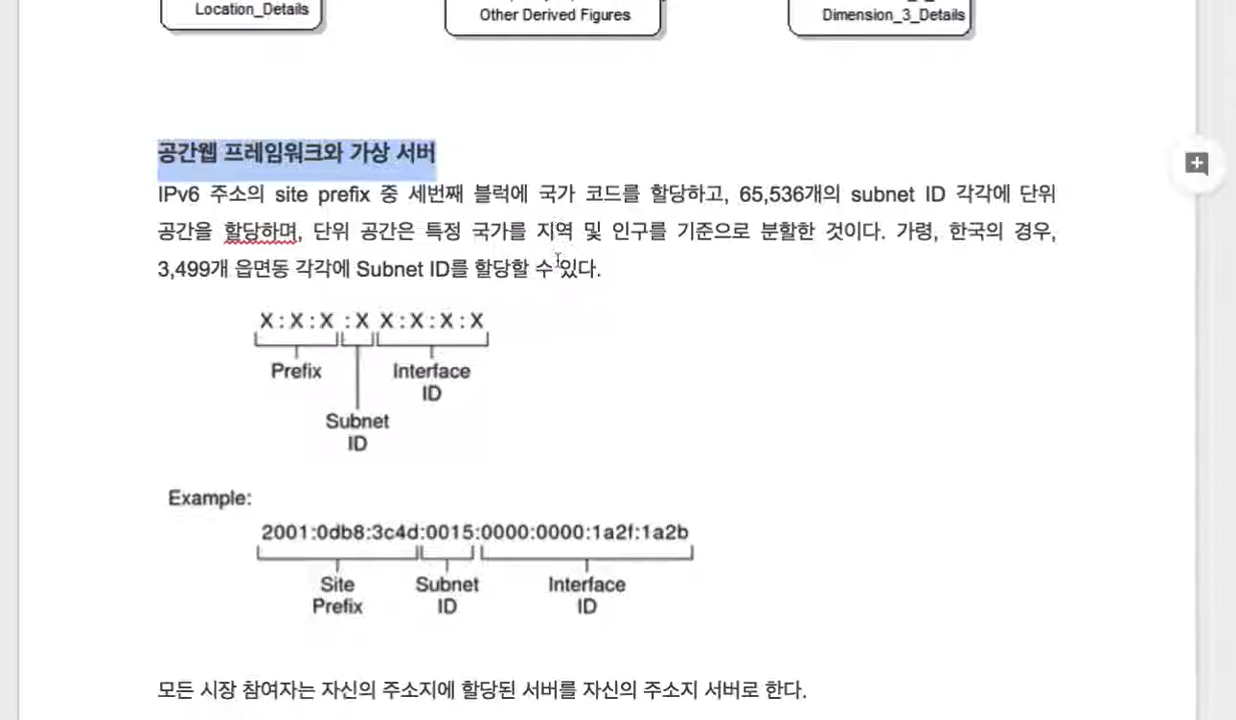 Location_Details
Other Derived Figures
Dimension_3_Details
공간웹 프레임워크와 가상 서버
IPv6 주소의 site prefix 중 세번째 블럭에 국가 코드를 할당하고, 65,536개의 subnet ID 각각에 단위
공간을 할당하며, 단위 공간은 특정 국가를 지역 및 인구를 기준으로 분할한 것이다. 가령, 한국의 경우,
3,499개 읍면동 각각에 Subnet ID를 할당할 수 있다.
X:X:X:X X:X:X:X
Prefix
Interface
ID
Subnet
ID
Example:
2001:0db8:3c4d:0015:0000:0000:1a2f:1a2b
Site Subnet Interface
Prefix ID ID
모든 시장 참여자는 자신의 주소지에 할당된 서버를 자신의 주소지 서버로 한다.